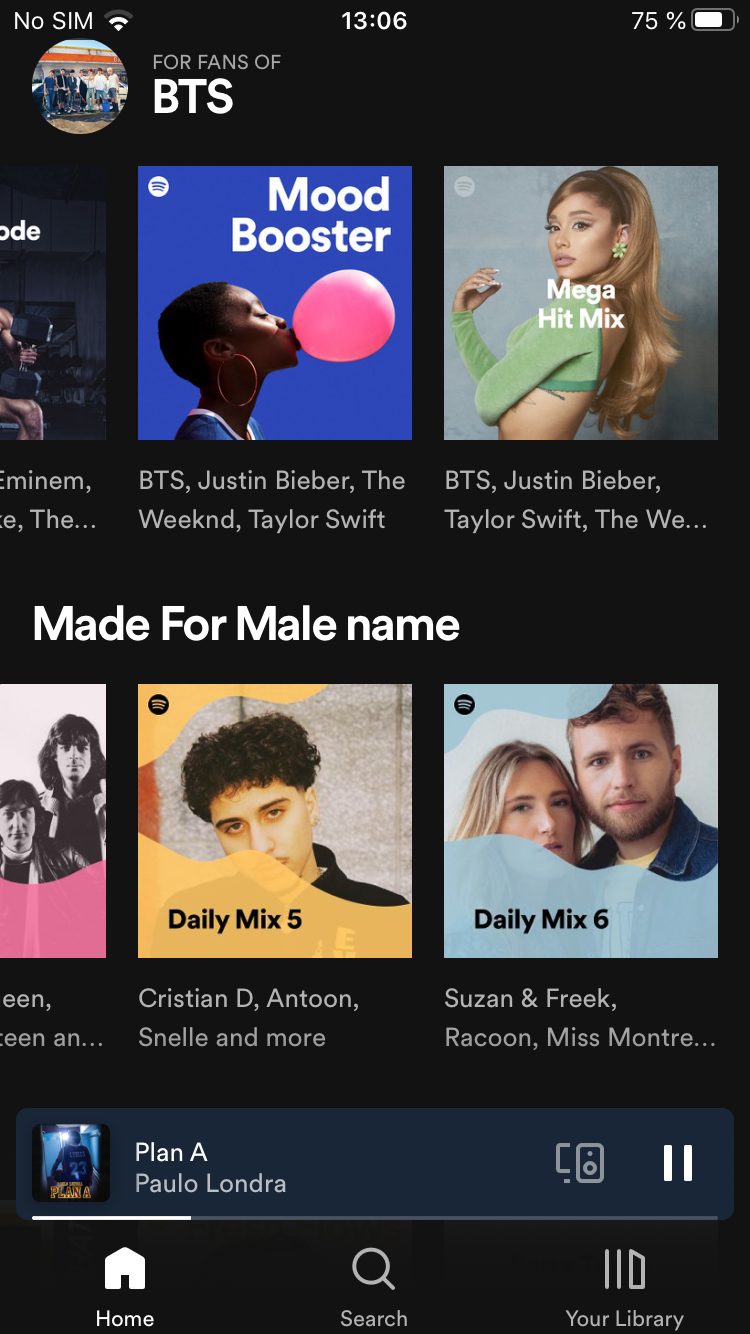 No SIM 13:06 75 %
FOR FANS OF
BTS
ode
Mood
Booster
Mega
Hit Mix
Eminem,
ke, The...
BTS, Justin Bieber, The
Weeknd, Taylor Swift
BTS, Justin Bieber,
Taylor Swift, The We...
Made For Male name
Daily Mix 5
Daily Mix 6
een,
teen an...
Cristian D, Antoon,
Snelle and more
Suzan & Freek,
Racoon, Miss Montre...
23
PLAN A
Plan A
Paulo Londra
Home
Search
Your Library